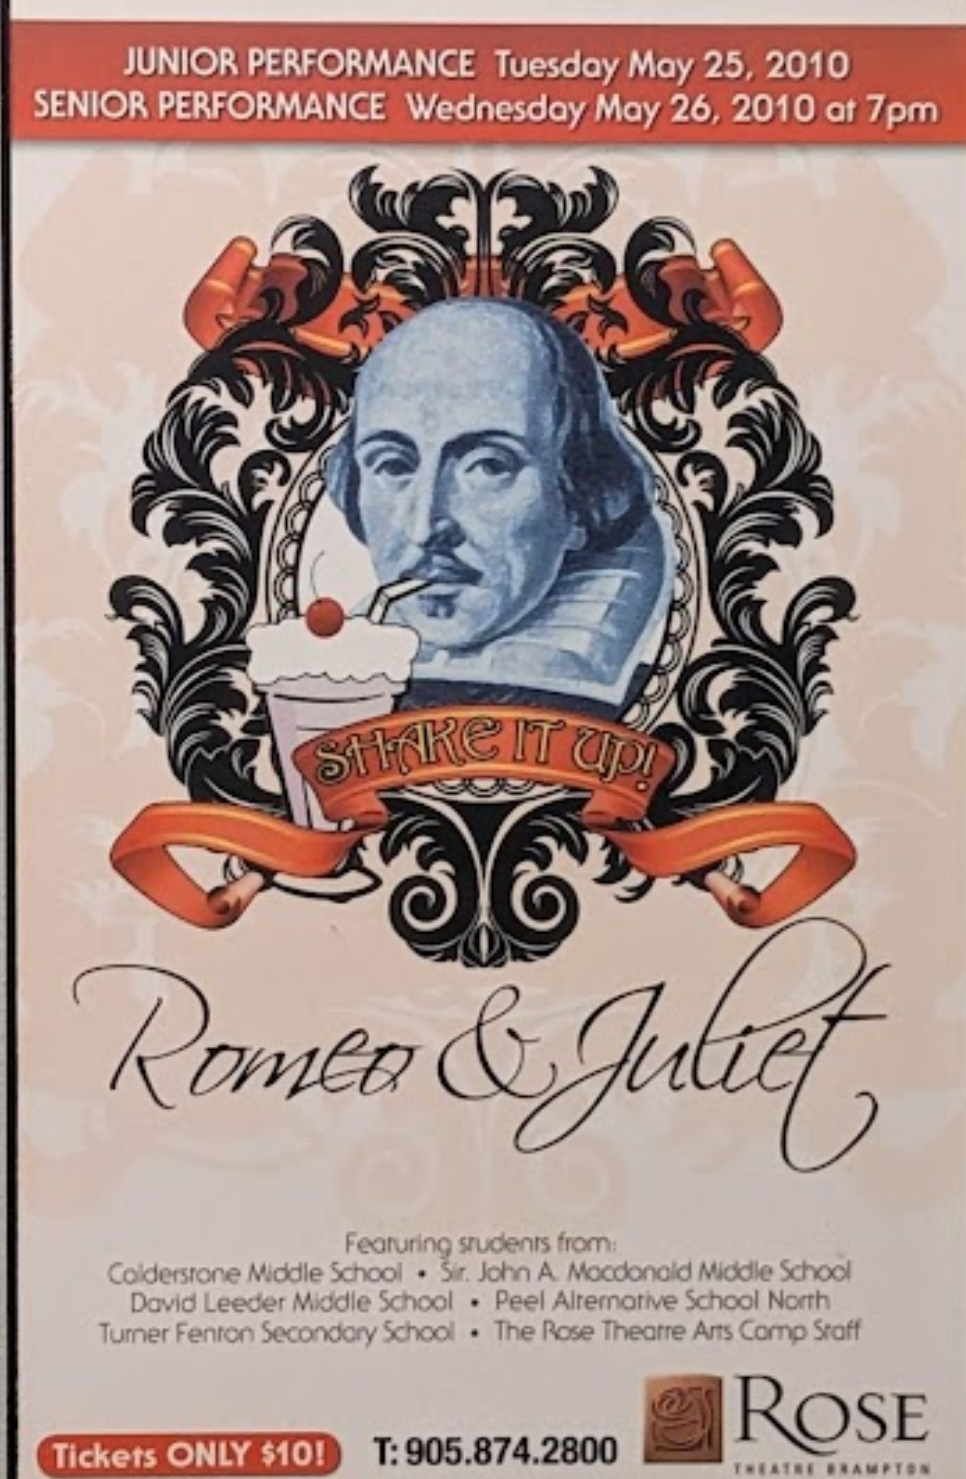 JUNIOR PERFORMANCE Tuesday May 25, 2010
SENIOR PERFORMANCE Wednesday May 26, 2010 at 7pm
SHAKE IT UP!
Romeo & Juliet
Featuring students from:
Calderstone Middle School • Sir. John A. Macdonald Middle School
David Leeder Middle School • Peel Alternative School North
Turner Fenton Secondary School • The Rose Theatre Arts Camp Staff
Tickets ONLY $10! T: 905.874.2800
ROSE
THEATRE BRAMPTON